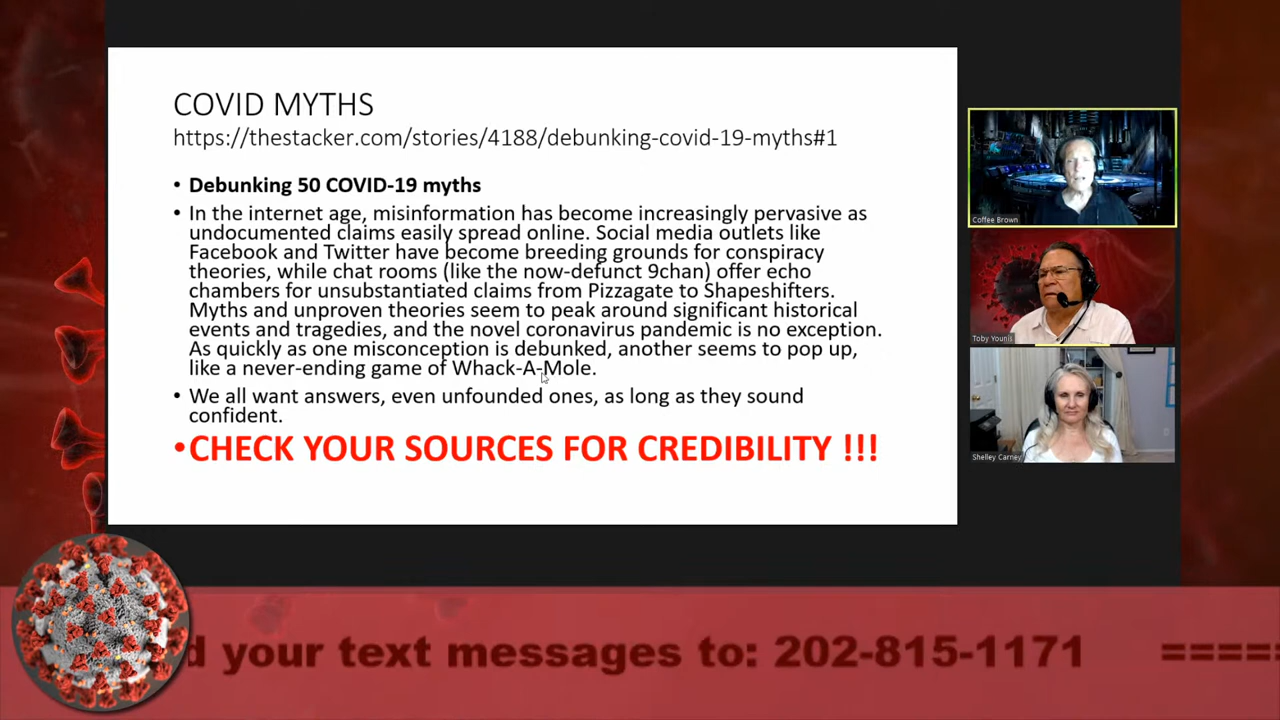 COVID MYTHS
https://thestacker.com/stories/4188/debunking-covid-19-myths#1
• Debunking 50 COVID-19 myths
• In the internet age, misinformation has become increasingly pervasive as
undocumented claims easily spread online. Social media outlets like
Facebook and Twitter have become breeding grounds for conspiracy
theories, while chat rooms (like the now-defunct 9chan) offer echo
chambers for unsubstantiated claims from Pizzagate to Shapeshifters.
Myths and unproven theories seem to peak around significant historical
events and tragedies, and the novel coronavirus pandemic is no exception.
As quickly as one misconception is debunked, another seems to pop up,
like a never-ending game of Whack-A-Mole.
• We all want answers, even unfounded ones, as long as they sound
confident.
•CHECK YOUR SOURCES FOR CREDIBILITY !!!
Coffee Brown
Toby Younis
Shelley Carney
d your text messages to: 202-815-1171 =====